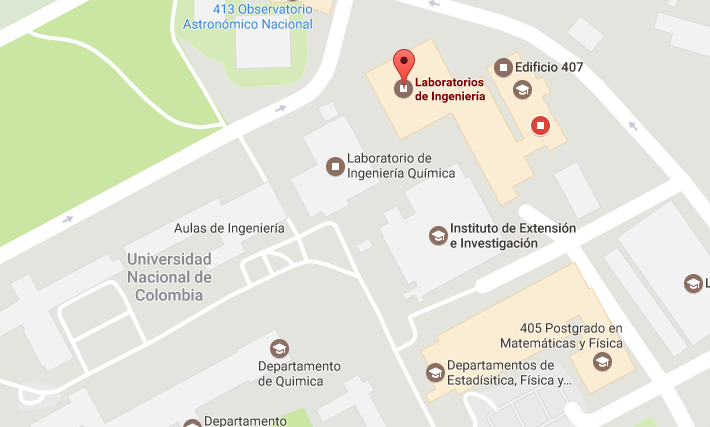 413 Observatorio
Astronómico Nacional
Edificio 407
Laboratorios
de Ingeniería
Laboratorio de
Ingeniería Química
Aulas de Ingeniería
Instituto de Extensión
e Investigación
Universidad
Nacional de
Colombia
L
405 Postgrado en
Matemáticas y Física
Departamento
de Quimica
Departamentos de
Estadísitica, Física y...
Departamento